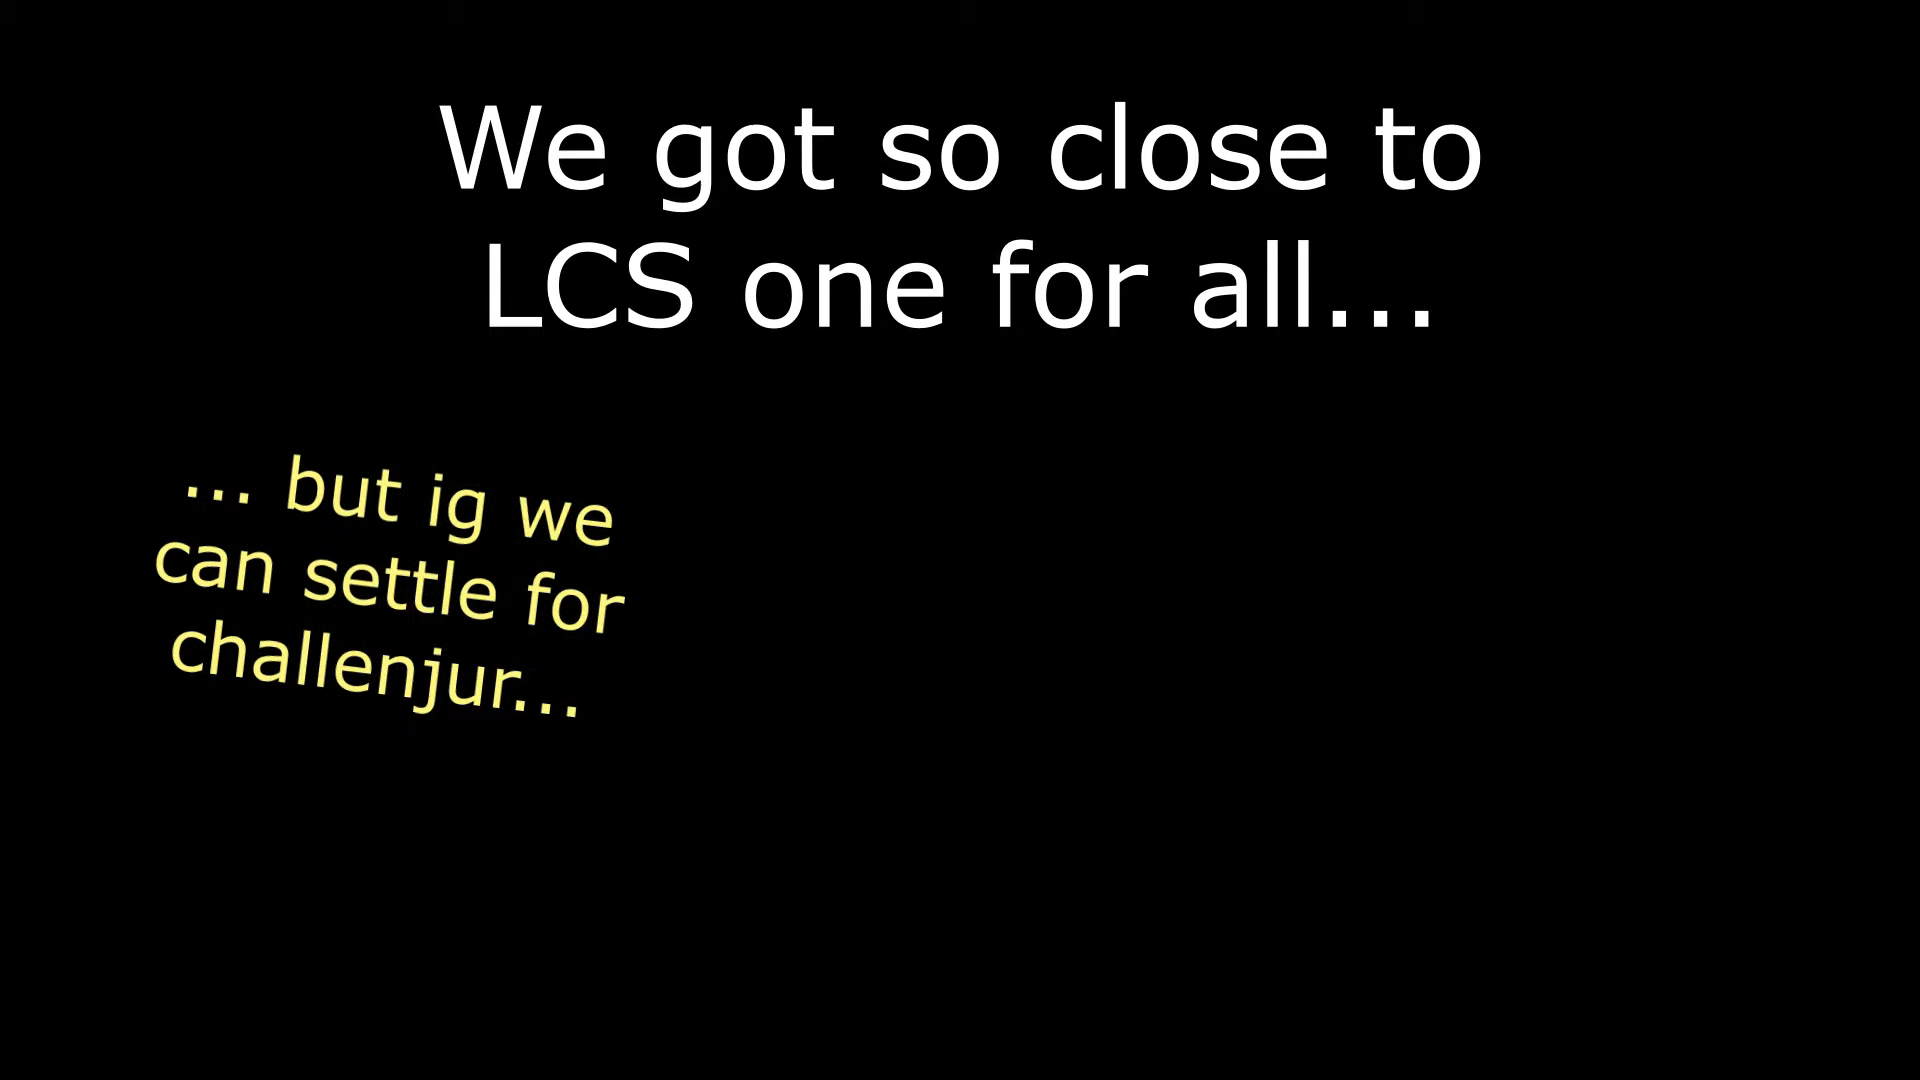 We got so close to
LCS one for all...
... but ig we
can settle for
challenjur...